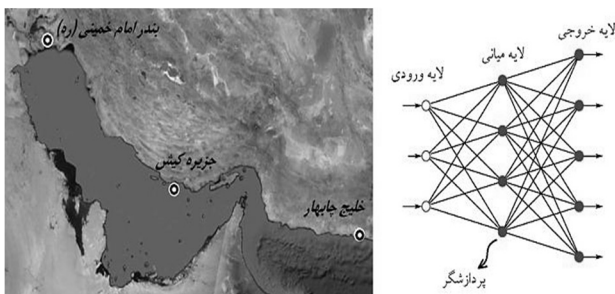 بندر امام خمینی (ره)
جزیره کیش
خلیج چابهار
لایه خروجی
لایه میانی
لایه ورودی
پردازشگر